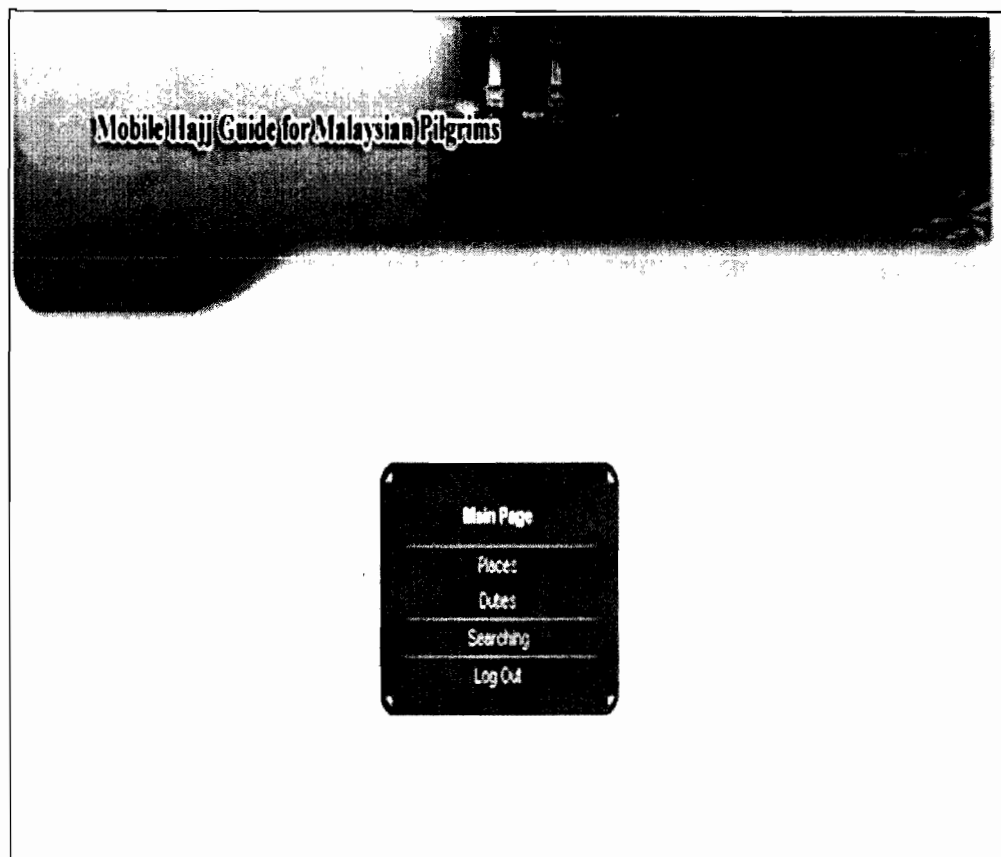 Mobile Hajj Guide for Malaysian Pilgrims
Main Page
Places
Duties
Searching
Log Out